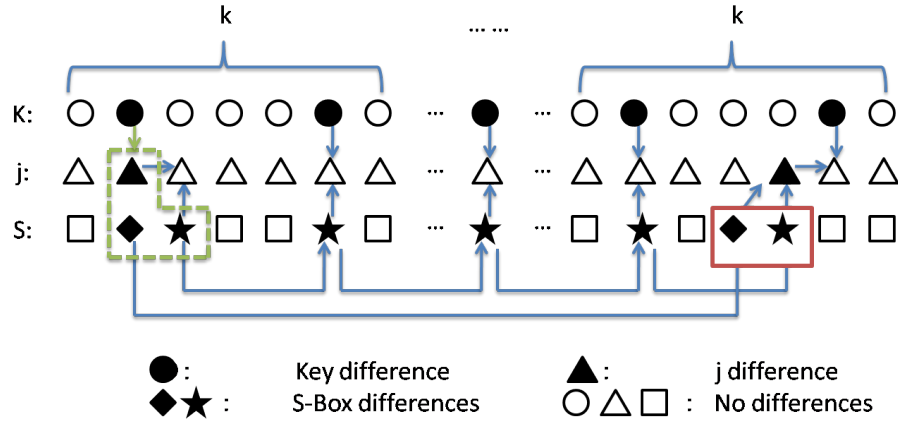 k k
... ...
K: ... ...
j: ... ...
S: ... ...
: Key difference : j difference
: S-Box differences : No differences